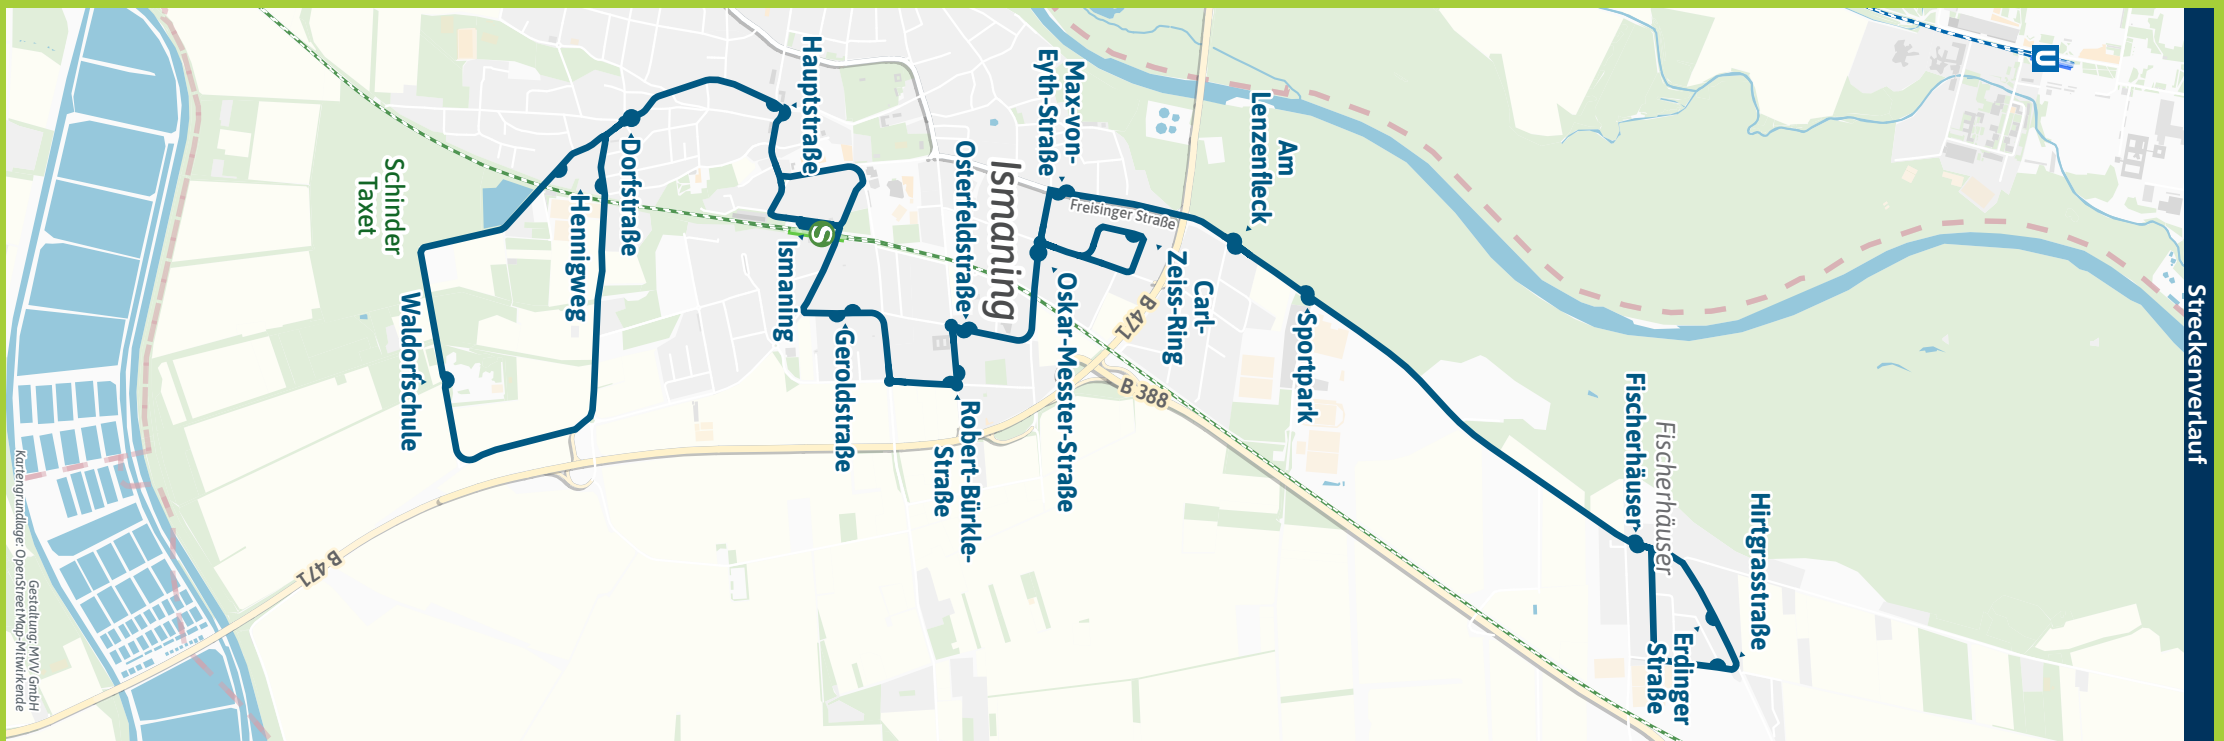 Streckenverlauf
U
Hirtgrasstraße
Erdinger
Straße
Fischerhäuser
Fischerhäuser
Sportpark
Am
Lenzenfleck
Carl-
Zeiss-Ring
Freisinger Straße
B 471
B 388
Max-von-
Eyth-Straße
Oskar-Messter-Straße
Ismaning
Osterfeldstraße
Robert-Bürkle-
Straße
Geroldstraße
Hauptstraße
S
Ismaning
Dorfstraße
Hennigweg
Waldorfschule
Schinder
Taxet
B 471
Gestaltung: MVV GmbH
Kartengrundlage: OpenStreetMap-Mitwirkende